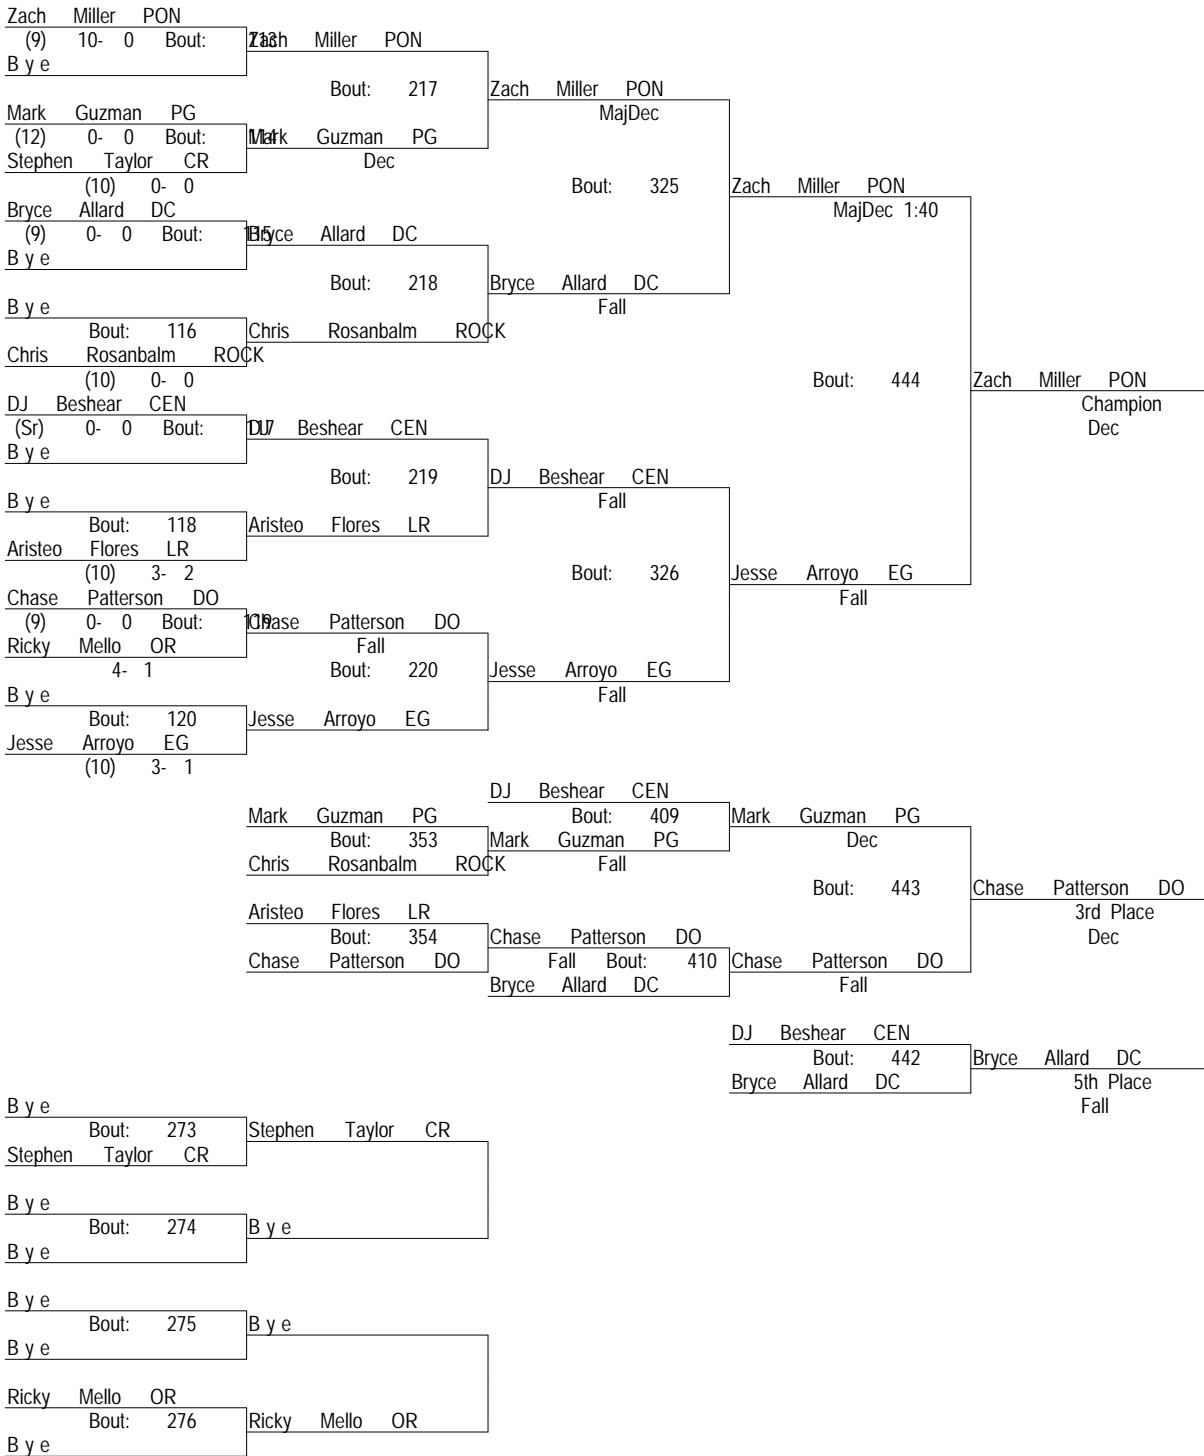 Zach Miller PON
(9) 10- 0 Bout: 113 Zach Miller PON
B y e
Bout: 217 Zach Miller PON
MajDec
Mark Guzman PG
(12) 0- 0 Bout: 114 Mark Guzman PG
Stephen Taylor CR Dec
(10) 0- 0 Bout: 325 Zach Miller PON
MajDec 1:40
Bryce Allard DC
(9) 0- 0 Bout: 115 Bryce Allard DC
B y e
Bout: 218 Bryce Allard DC
Fall
B y e
Bout: 116 Chris Rosanbalm ROCK
Chris Rosanbalm ROCK
(10) 0- 0 Bout: 444 Zach Miller PON
Champion
Dec
DJ Beshear CEN
(Sr) 0- 0 Bout: 117 DJ Beshear CEN
B y e
Bout: 219 DJ Beshear CEN
Fall
B y e
Bout: 118 Aristeo Flores LR
Aristeo Flores LR
(10) 3- 2 Bout: 326 Jesse Arroyo EG
Fall
Chase Patterson DO
(9) 0- 0 Bout: 119 Chase Patterson DO
Ricky Mello OR Fall
4- 1 Bout: 220 Jesse Arroyo EG
Fall
B y e
Bout: 120 Jesse Arroyo EG
Jesse Arroyo EG
(10) 3- 1
DJ Beshear CEN
Mark Guzman PG Bout: 409 Mark Guzman PG
Bout: 353 Mark Guzman PG Dec
Chris Rosanbalm ROCK Fall
Bout: 443 Chase Patterson DO
3rd Place
Dec
Aristeo Flores LR
Bout: 354 Chase Patterson DO
Chase Patterson DO Fall Bout: 410 Chase Patterson DO
Bryce Allard DC Fall
DJ Beshear CEN
Bout: 442 Bryce Allard DC
Bryce Allard DC 5th Place
Fall
B y e
Bout: 273 Stephen Taylor CR
Stephen Taylor CR
B y e
Bout: 274 B y e
B y e
B y e
Bout: 275 B y e
B y e
Ricky Mello OR
Bout: 276 Ricky Mello OR
B y e